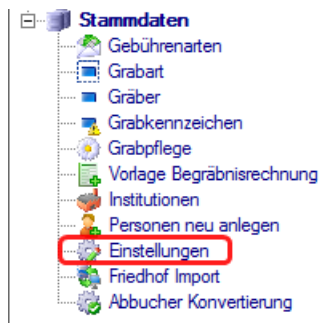 Stammdaten
Gebührenarten
Grabart
Gräber
Grabkennzeichen
Grabpflege
Vorlage Begräbnisrechnung
Institutionen
Personen neu anlegen
Einstellungen
Friedhof Import
Abbucher Konvertierung